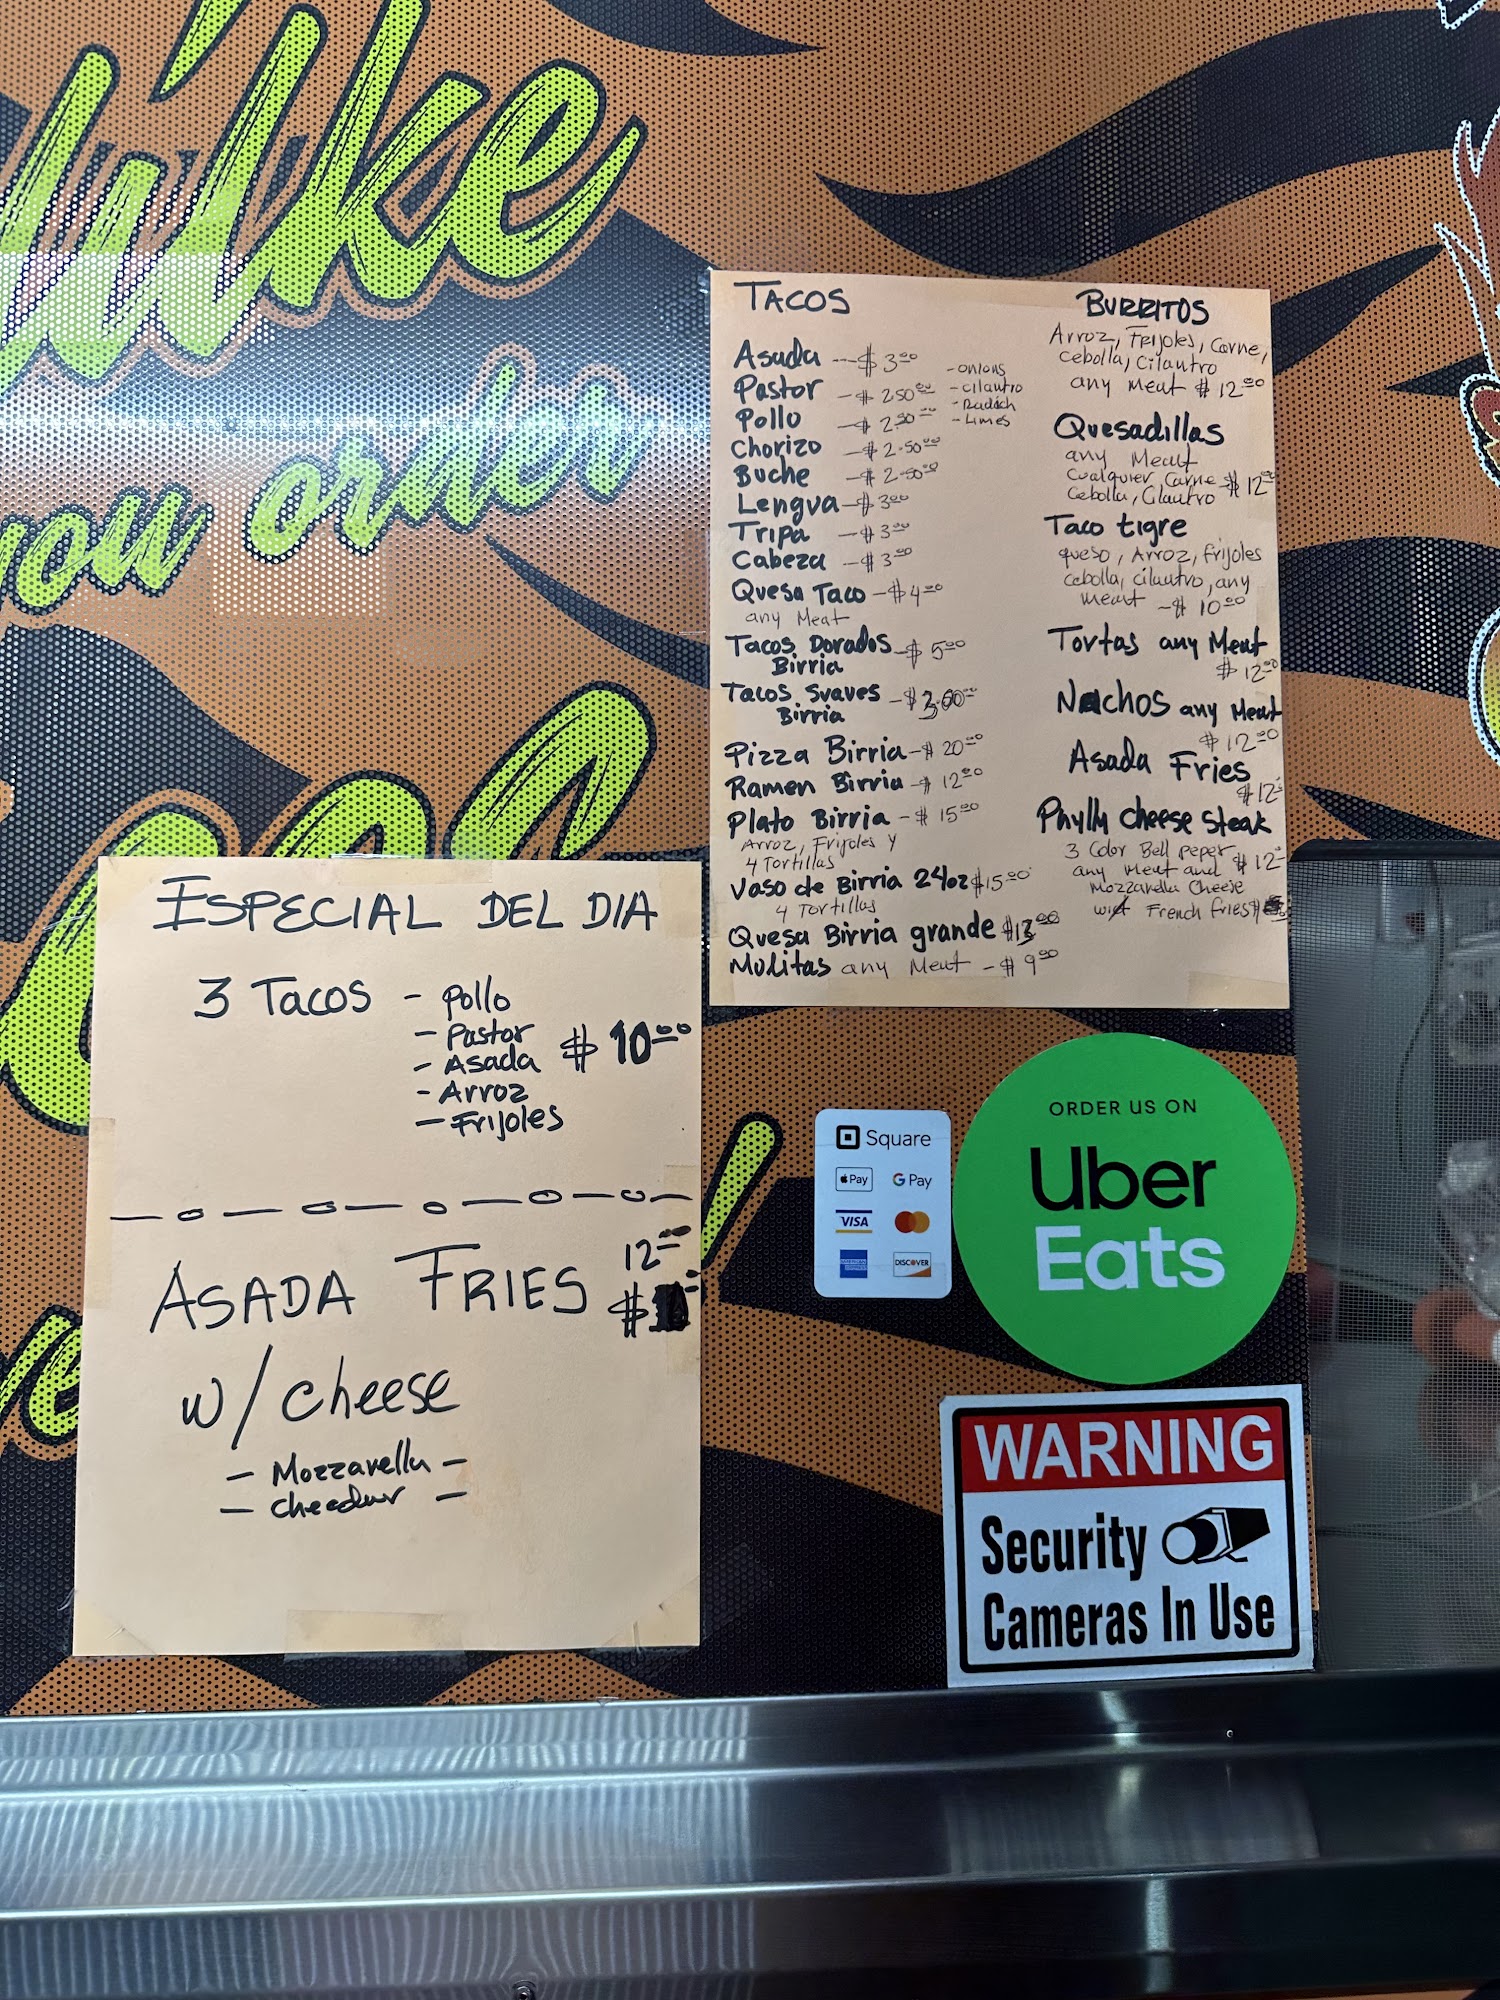 like
you order
ESPECIAL DEL DIA
3 TACOS - Pollo
- Pastor
- Asada $ 10.00
- Arroz
- Frijoles
ASADA FRIES 12
$
w/ cheese
- Mozzarella -
- Cheedar -
TACOS
Asada ---$ 3.00
Pastor -$ 2.50
Pollo -$ 2.50
Chorizo -$ 2.50
Buche -$ 2.50
Lengua -$ 3.00
Tripa -$ 3.00
Cabeza -$ 3.00
- onions
- cilantro
- Radish
- Limes
Quesa Taco -$4.00
any Meat
Tacos Dorados -$ 5.00
Birria
Tacos Suaves -$
Birria
Pizza Birria -$ 20.00
Ramen Birria -$ 12.00
Plato Birria -$ 15.00
Arroz, Frijoles y
4 Tortillas
Vaso de Birria 24oz $15.00
4 Tortillas
Quesa Birria grande
Mulitas any Meat -$ 9.00
BURRITOS
Arroz, Frijoles, Carne,
Cebolla, Cilantro
any meat $ 12.00
Quesadillas
any Meat
Cualquier Carne $ 12
Cebolla, Cilantro
Taco tigre
queso, Arroz, frijoles
cebolla, cilantro, any
meat -$ 10.00
Tortas any Meat
$ 12.00
Nachos any Meat
$ 12.00
Asada Fries
$12
Phylly cheese Steak
3 Color Bell peper
any Meat and $12
Mozzarella Cheese
French fries
Square
Pay
G Pay
VISA
DISCOVER
ORDER US ON
Uber
Eats
WARNING
Security
Cameras In Use